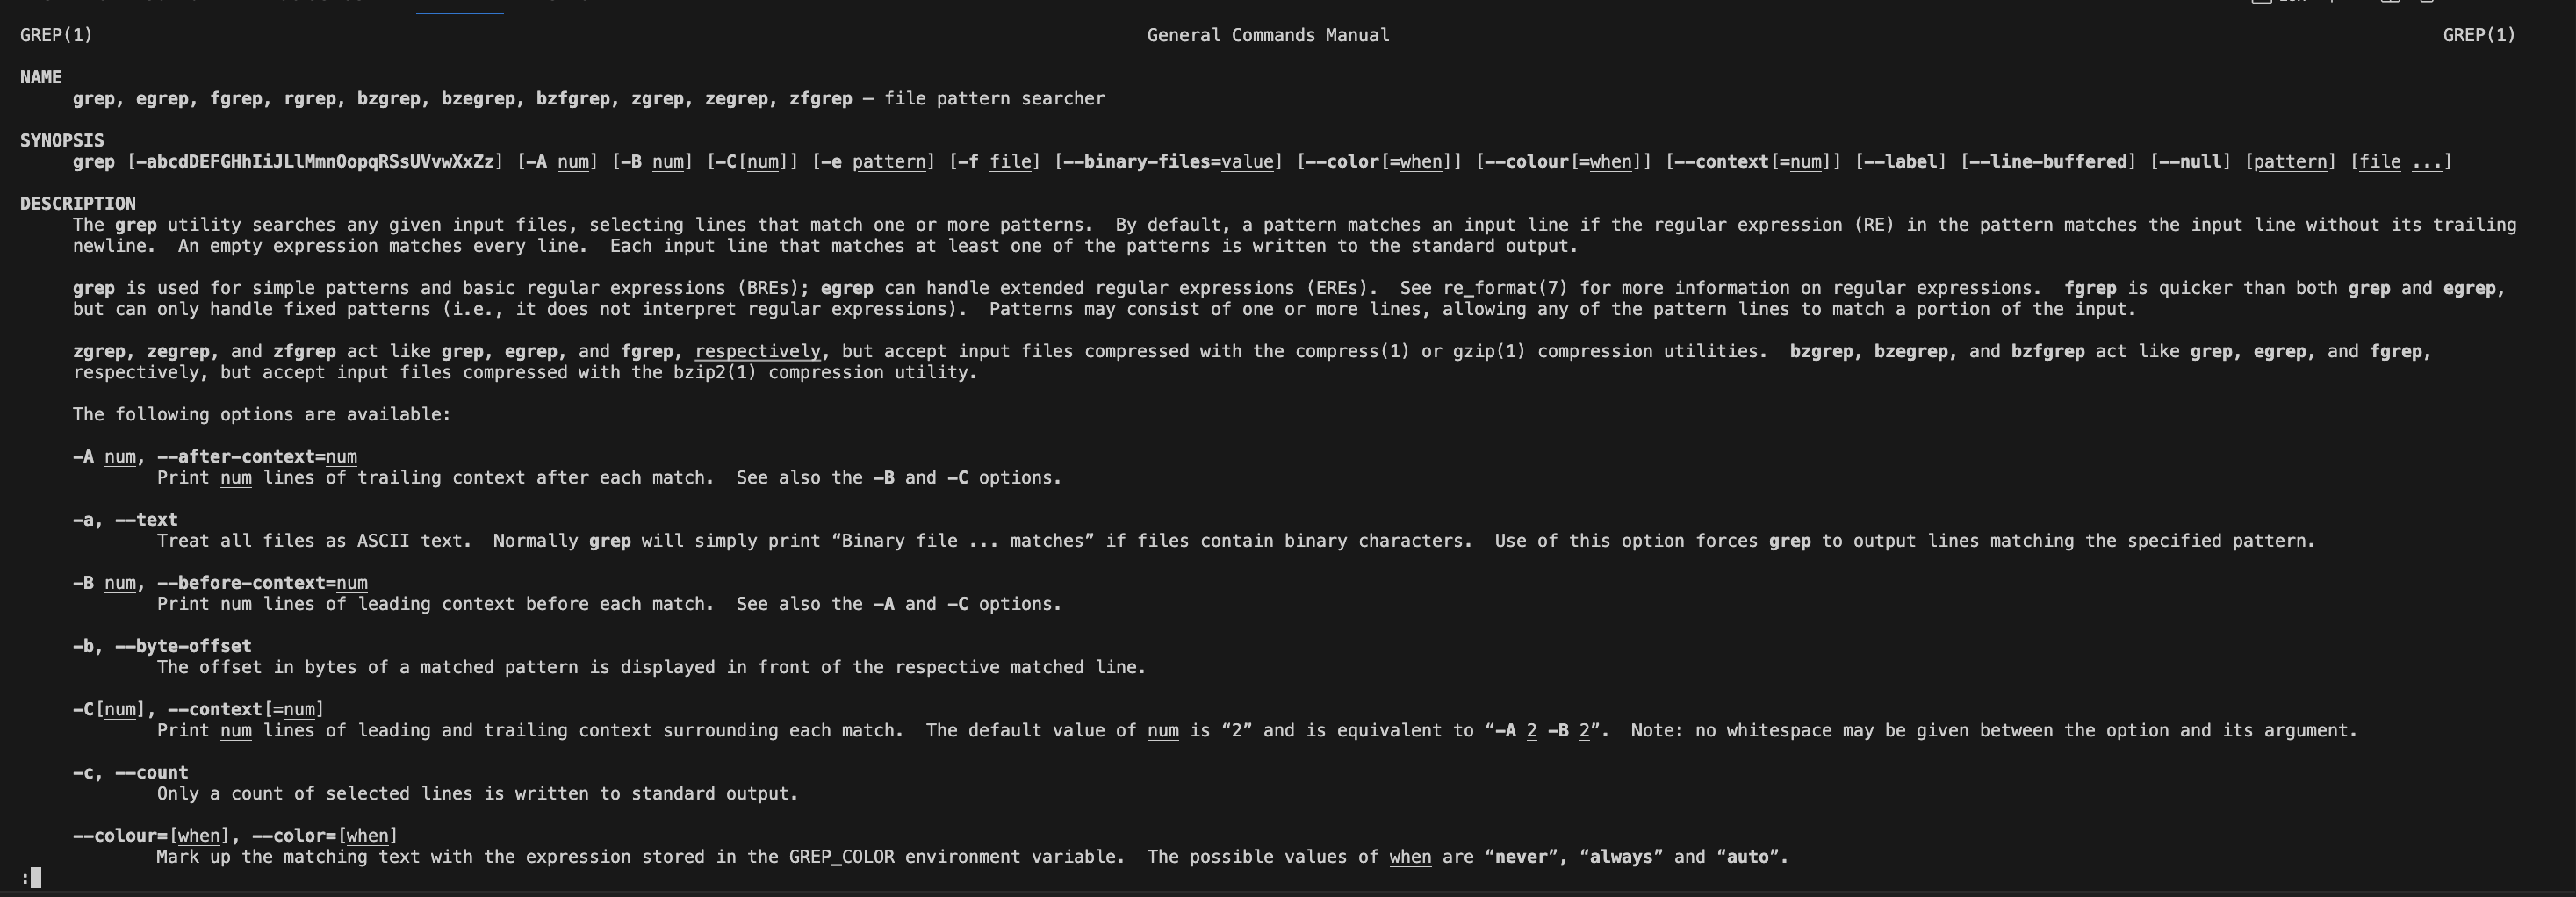 GREP(1) General Commands Manual GREP(1)
NAME
grep, egrep, fgrep, rgrep, bzgrep, bzegrep, bzfgrep, zgrep, zegrep, zfgrep – file pattern searcher
SYNOPSIS
grep [-abcdDEFGHhIiJLlMmnOopqRSsUVvwXxZz] [-A num] [-B num] [-C[num]] [-e pattern] [-f file] [--binary-files=value] [--color[=when]] [--colour[=when]] [--context[=num]] [--label] [--line-buffered] [--null] [pattern] [file ...]
DESCRIPTION
The grep utility searches any given input files, selecting lines that match one or more patterns.  By default, a pattern matches an input line if the regular expression (RE) in the pattern matches the input line without its trailing
newline.  An empty expression matches every line.  Each input line that matches at least one of the patterns is written to the standard output.
grep is used for simple patterns and basic regular expressions (BREs); egrep can handle extended regular expressions (EREs).  See re_format(7) for more information on regular expressions.  fgrep is quicker than both grep and egrep,
but can only handle fixed patterns (i.e., it does not interpret regular expressions).  Patterns may consist of one or more lines, allowing any of the pattern lines to match a portion of the input.
zgrep, zegrep, and zfgrep act like grep, egrep, and fgrep, respectively, but accept input files compressed with the compress(1) or gzip(1) compression utilities.  bzgrep, bzegrep, and bzfgrep act like grep, egrep, and fgrep,
respectively, but accept input files compressed with the bzip2(1) compression utility.
The following options are available:
-A num, --after-context=num
Print num lines of trailing context after each match.  See also the -B and -C options.
-a, --text
Treat all files as ASCII text.  Normally grep will simply print “Binary file ... matches” if files contain binary characters.  Use of this option forces grep to output lines matching the specified pattern.
-B num, --before-context=num
Print num lines of leading context before each match.  See also the -A and -C options.
-b, --byte-offset
The offset in bytes of a matched pattern is displayed in front of the respective matched line.
-C[num], --context[=num]
Print num lines of leading and trailing context surrounding each match.  The default value of num is “2” and is equivalent to “-A 2 -B 2”.  Note: no whitespace may be given between the option and its argument.
-c, --count
Only a count of selected lines is written to standard output.
--colour=[when], --color=[when]
Mark up the matching text with the expression stored in the GREP_COLOR environment variable.  The possible values of when are “never”, “always” and “auto”.
: